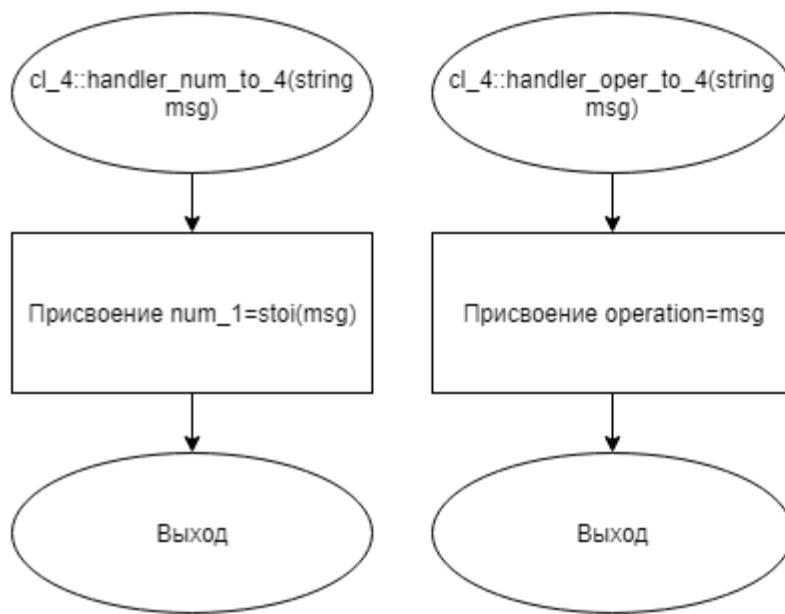 cl_4::handler_num_to_4(string
msg)
Присвоение num_1=stoi(msg)
Выход
cl_4::handler_oper_to_4(string
msg)
Присвоение operation=msg
Выход